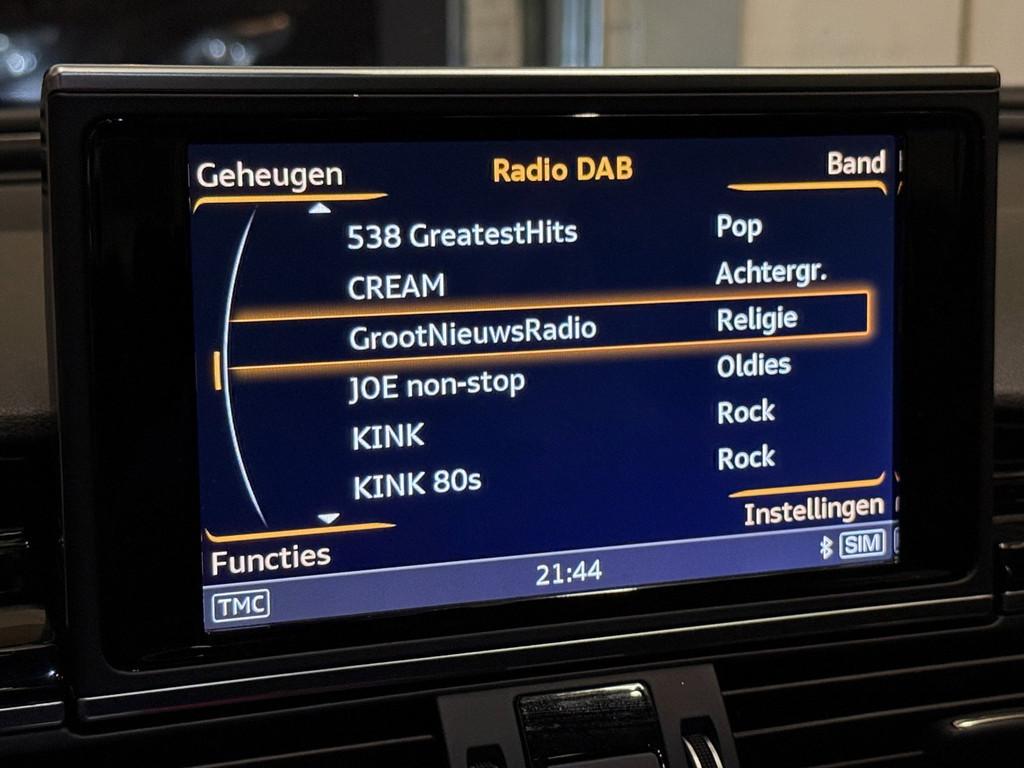 Geheugen Radio DAB Band
538 GreatestHits Pop
CREAM Achtergr.
GrootNieuwsRadio Religie
JOE non-stop Oldies
KINK Rock
KINK 80s Rock
Functies Instellingen
TMC 21:44 SIM